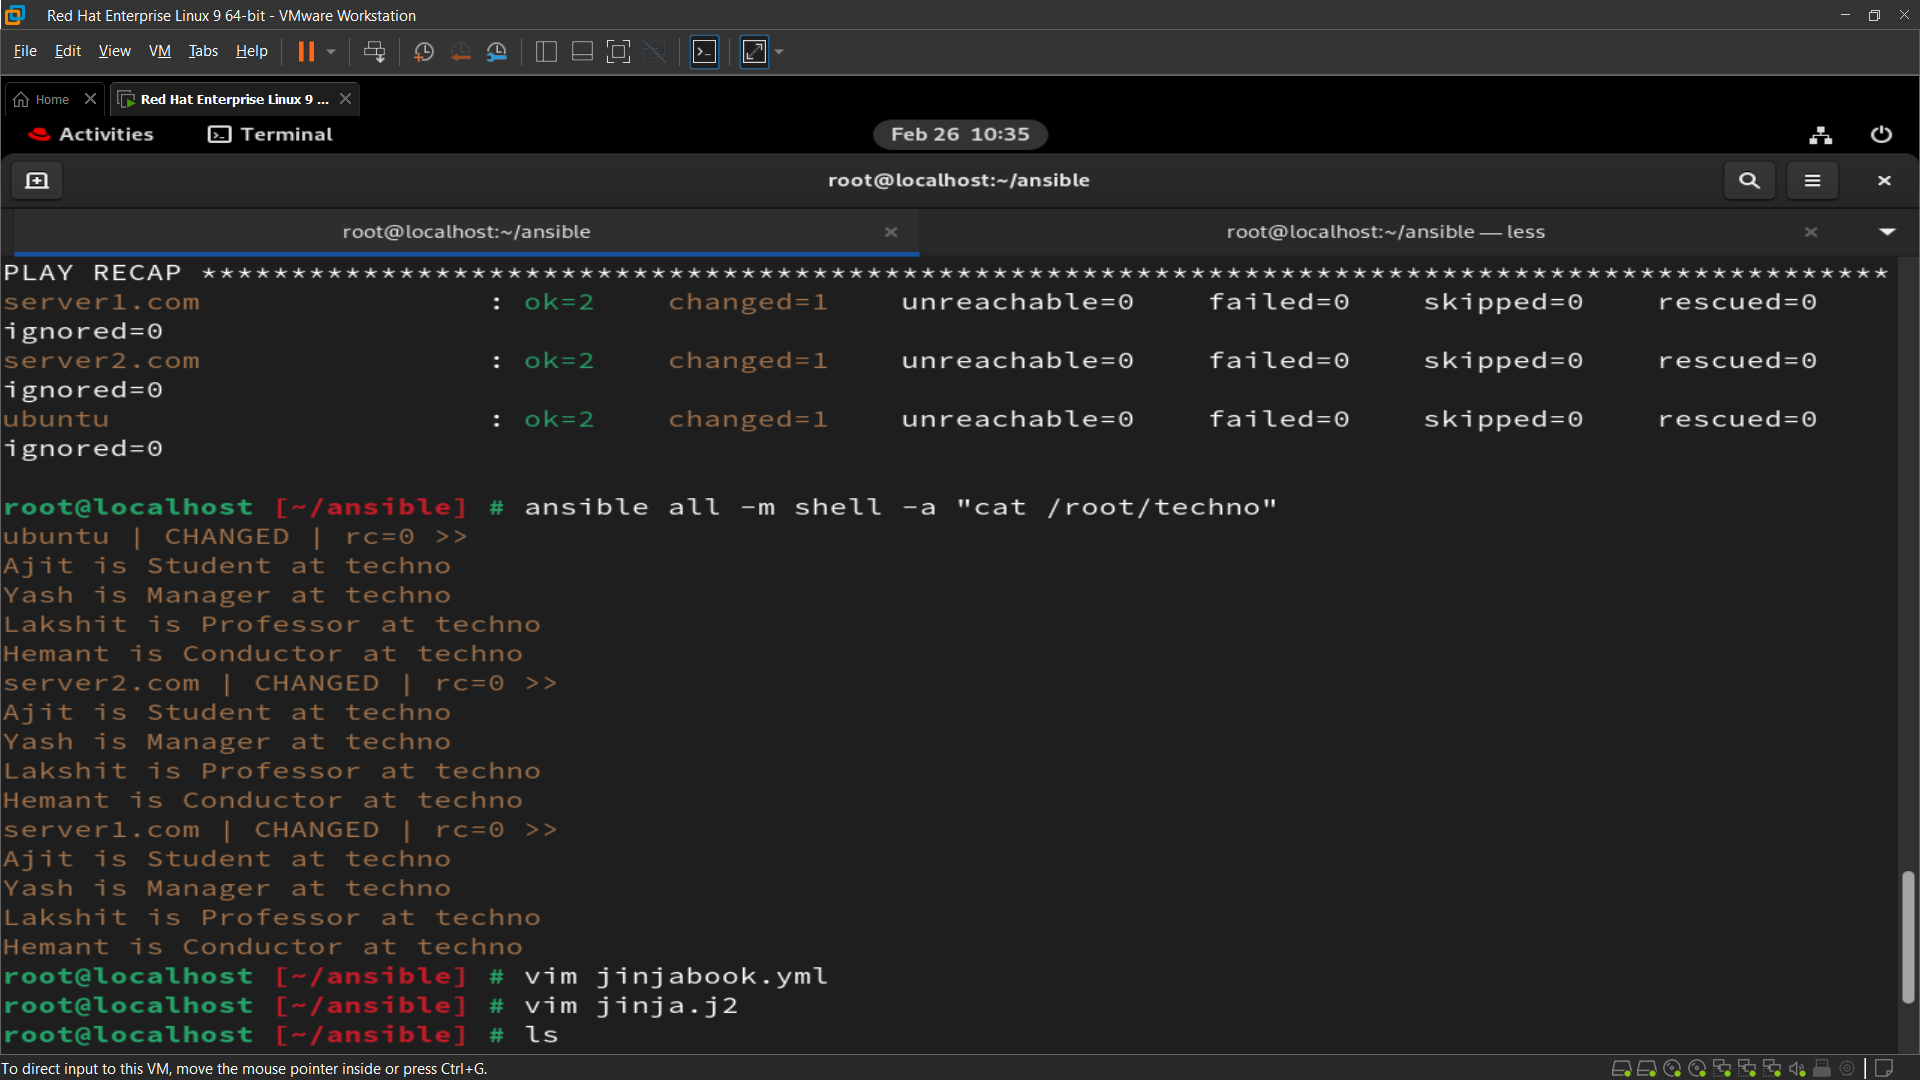 Red Hat Enterprise Linux 9 64-bit - VMware Workstation
File Edit View VM Tabs Help
Home Red Hat Enterprise Linux 9 ...
Activities Terminal Feb 26 10:35
root@localhost:~/ansible
root@localhost:~/ansible root@localhost:~/ansible — less
PLAY RECAP **********************************************************************************************
server1.com : ok=2 changed=1 unreachable=0 failed=0 skipped=0 rescued=0
ignored=0
server2.com : ok=2 changed=1 unreachable=0 failed=0 skipped=0 rescued=0
ignored=0
ubuntu : ok=2 changed=1 unreachable=0 failed=0 skipped=0 rescued=0
ignored=0
root@localhost [~/ansible] # ansible all -m shell -a "cat /root/techno"
ubuntu | CHANGED | rc=0 >>
Ajit is Student at techno
Yash is Manager at techno
Lakshit is Professor at techno
Hemant is Conductor at techno
server2.com | CHANGED | rc=0 >>
Ajit is Student at techno
Yash is Manager at techno
Lakshit is Professor at techno
Hemant is Conductor at techno
server1.com | CHANGED | rc=0 >>
Ajit is Student at techno
Yash is Manager at techno
Lakshit is Professor at techno
Hemant is Conductor at techno
root@localhost [~/ansible] # vim jinjabook.yml
root@localhost [~/ansible] # vim jinja.j2
root@localhost [~/ansible] # ls
To direct input to this VM, move the mouse pointer inside or press Ctrl+G.